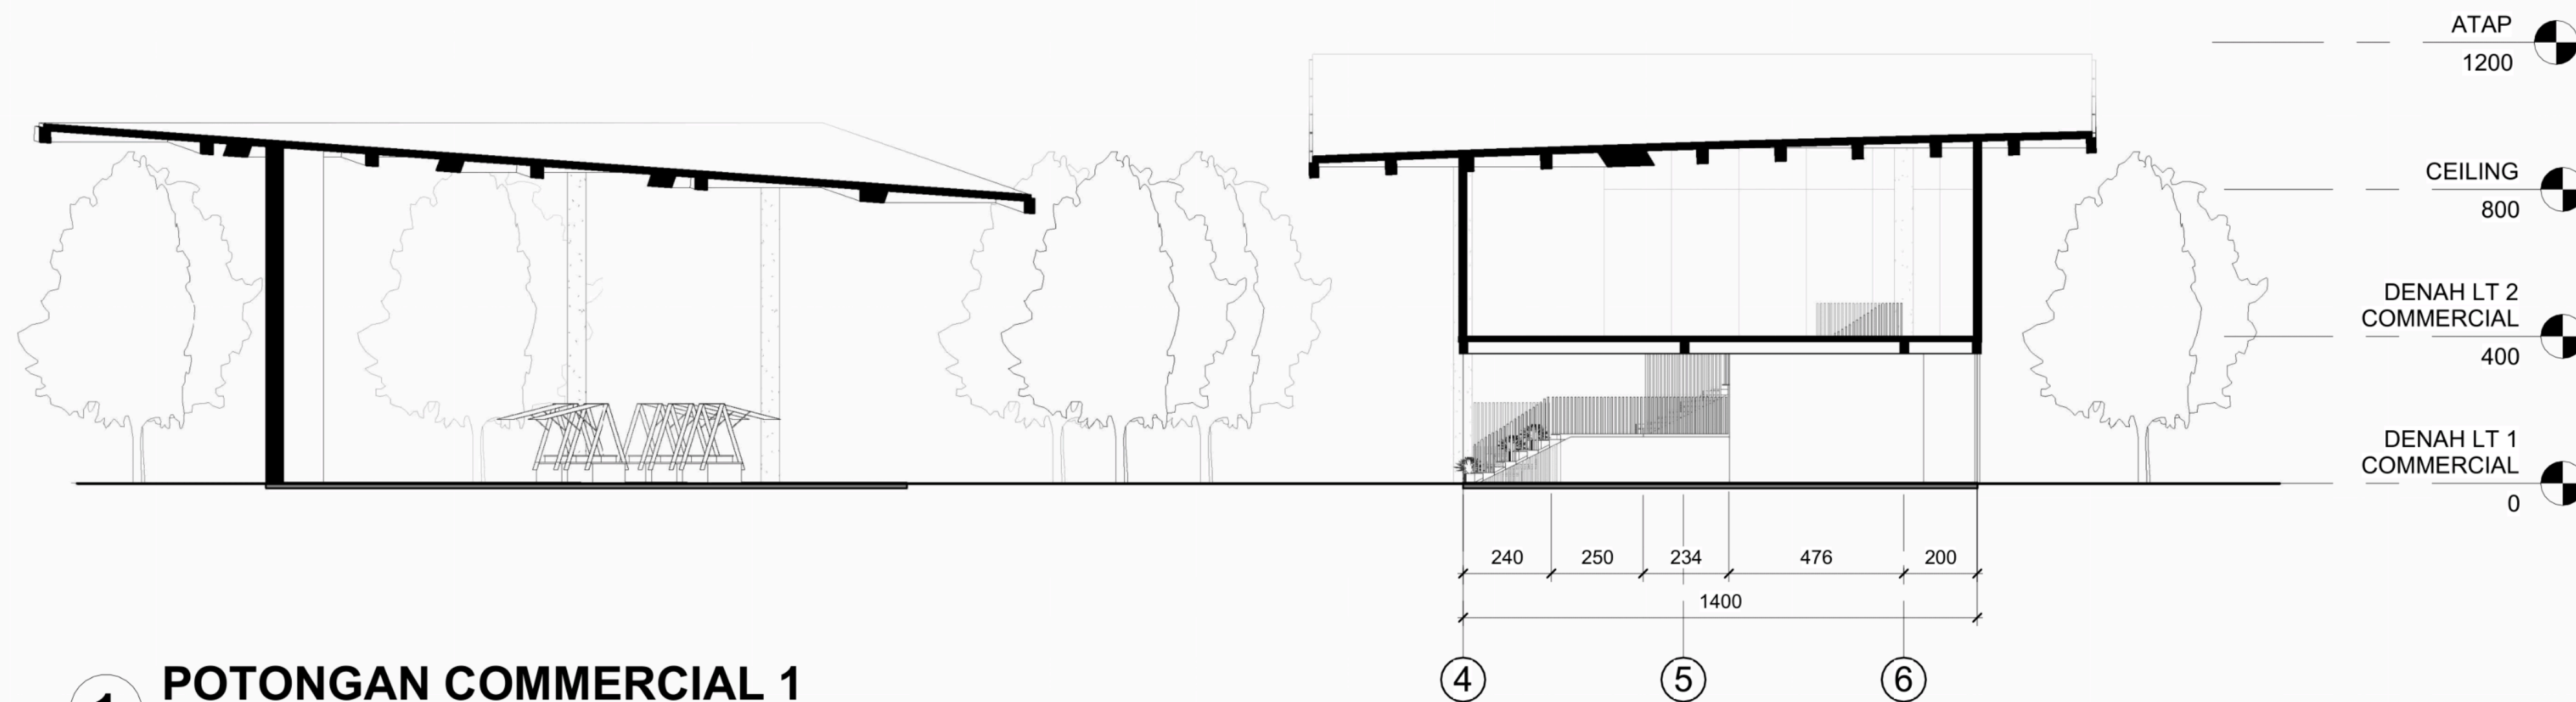 ATAP
1200
CEILING
800
DENAH LT 2
COMMERCIAL
400
DENAH LT 1
COMMERCIAL
0
240 250 234 476 200
1400
4 5 6
1 POTONGAN COMMERCIAL 1